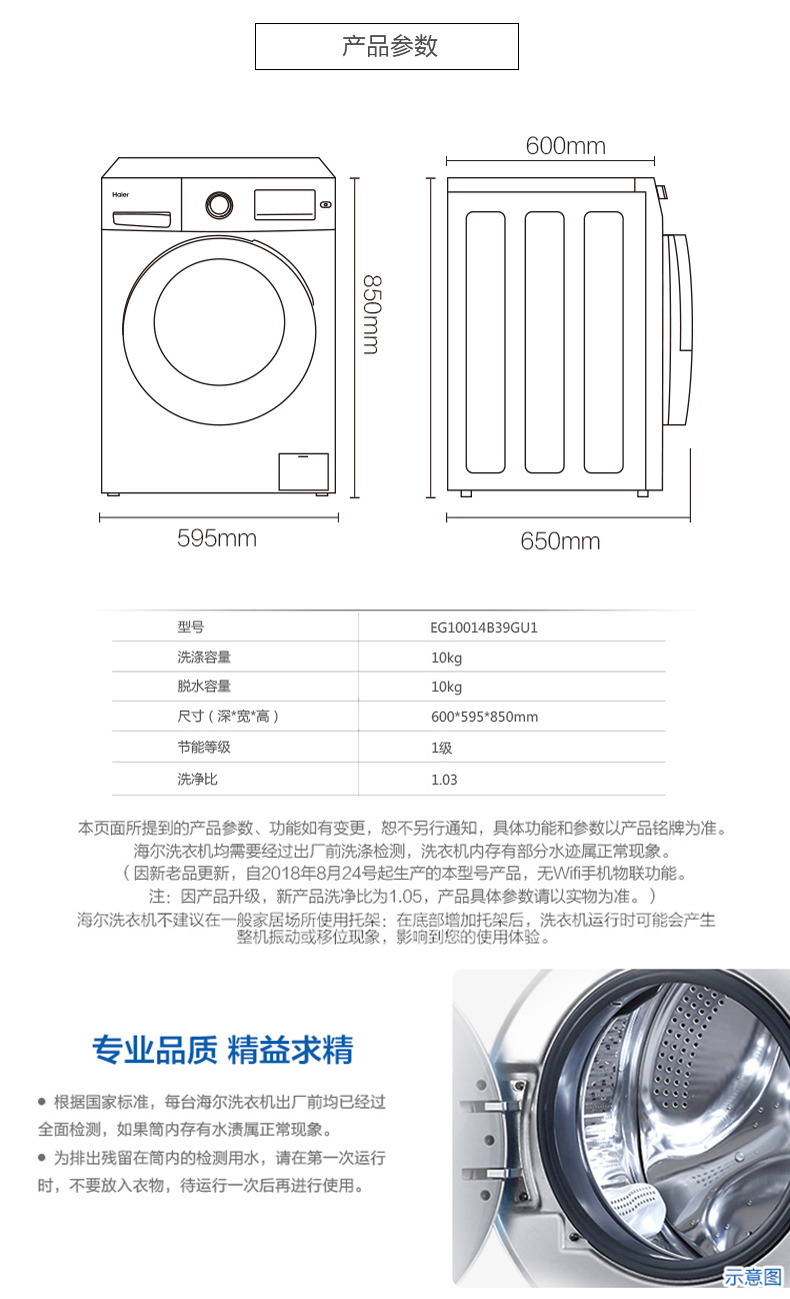 产品参数
600mm
Haier
850mm
595mm
650mm
型号 EG10014B39GU1
洗涤容量 10kg
脱水容量 10kg
尺寸（深*宽*高） 600*595*850mm
节能等级 1级
洗净比 1.03
本页面所提到的产品参数、功能如有变更，恕不另行通知，具体功能和参数以产品铭牌为准。
海尔洗衣机均需要经过出厂前洗涤检测，洗衣机内存有部分水迹属正常现象。
（因新老品更新，自2018年8月24号起生产的本型号产品，无Wifi手机物联功能。
注：因产品升级，新产品洗净比为1.05，产品具体参数请以实物为准。）
海尔洗衣机不建议在一般家居场所使用托架：在底部增加托架后，洗衣机运行时可能会产生
整机振动或移位现象，影响到您的使用体验。
专业品质 精益求精
● 根据国家标准，每台海尔洗衣机出厂前均已经过
全面检测，如果筒内存有水渍属正常现象。
● 为排出残留在筒内的检测用水，请在第一次运行
时，不要放入衣物，待运行一次后再进行使用。
示意图